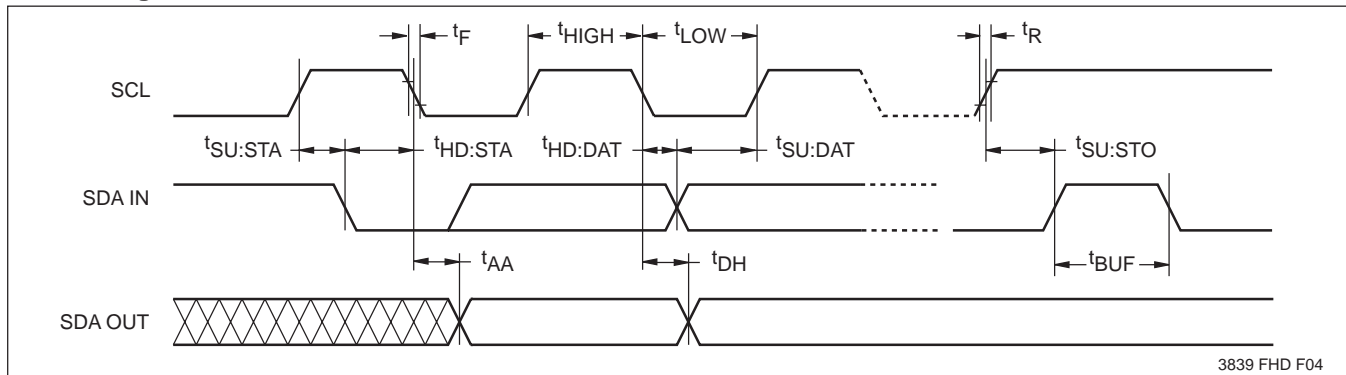 tF tHIGH tLOW tR
SCL
tSU:STA tHD:STA tHD:DAT tSU:DAT tSU:STO
SDA IN
tAA tDH tBUF
SDA OUT
3839 FHD F04